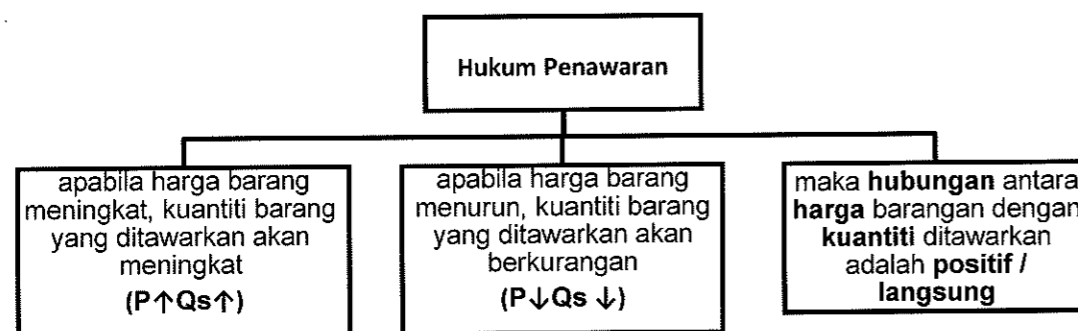 Hukum Penawaran
apabila harga barang
meningkat, kuantiti barang
yang ditawarkan akan
meningkat
(P↑Qs↑)
apabila harga barang
menurun, kuantiti barang
yang ditawarkan akan
berkurangan
(P↓Qs ↓)
maka hubungan antara
harga barangan dengan
kuantiti ditawarkan
adalah positif /
langsung